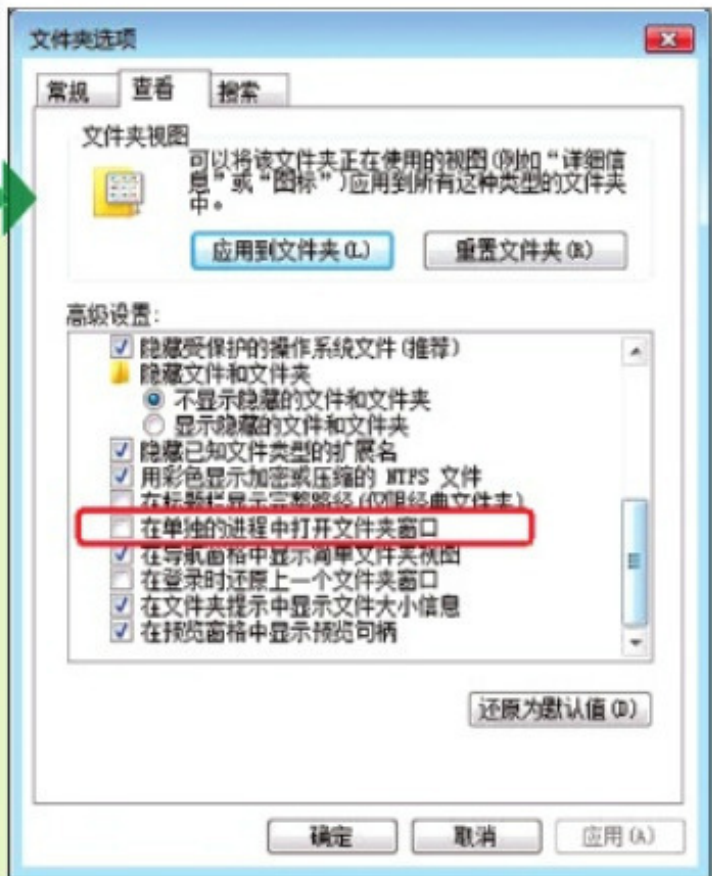 文件夹选项
常规
查看
搜索
文件夹视图
可以将该文件夹正在使用的视图(例如“详细信
息”或“图标”)应用到所有这种类型的文件夹
中。
应用到文件夹(L)
重置文件夹(R)
高级设置:
隐藏受保护的操作系统文件(推荐)
隐藏文件和文件夹
不显示隐藏的文件和文件夹
显示隐藏的文件和文件夹
隐藏已知文件类型的扩展名
用彩色显示加密或压缩的 NTFS 文件
在标题栏显示完整路径(仅限经典文件夹)
在单独的进程中打开文件夹窗口
在导航窗格中显示简单文件夹视图
在登录时还原上一个文件夹窗口
在文件夹提示中显示文件大小信息
在预览窗格中显示预览句柄
还原为默认值(D)
确定
取消
应用(A)